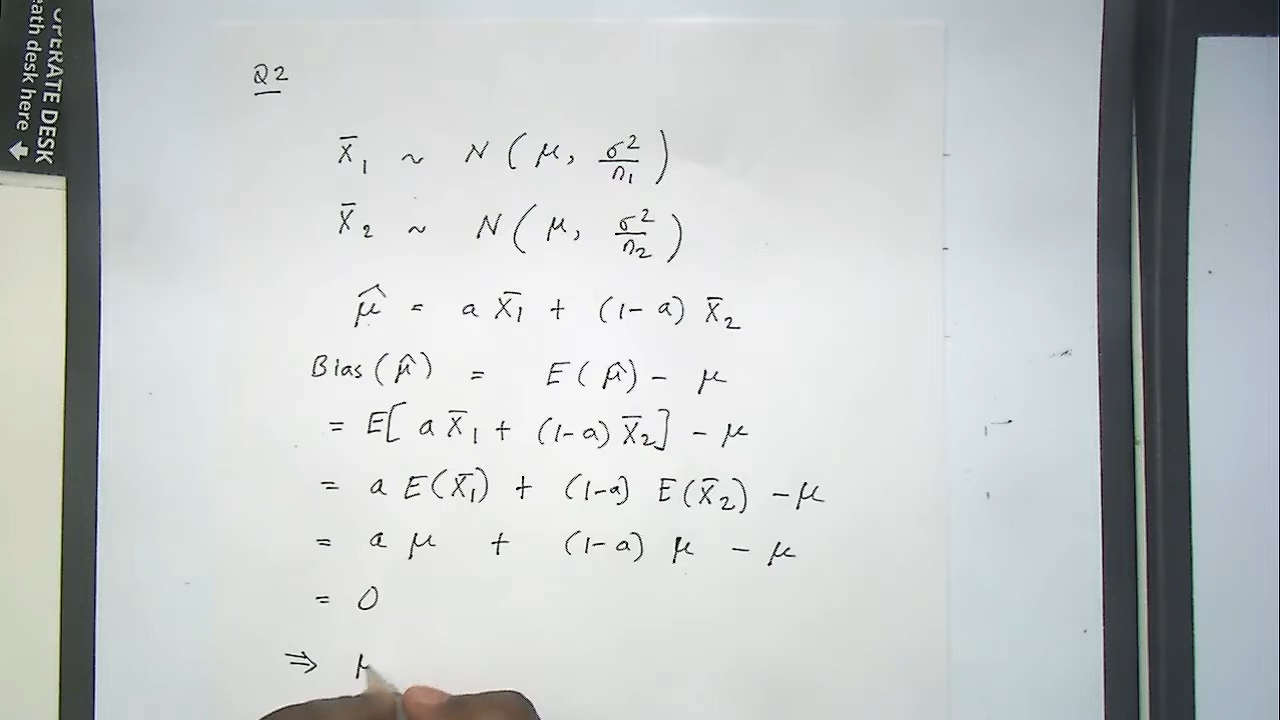 OPERATE DESK
eath desk here ↓
Q2
X̄₁ ~ N(μ, σ²/n₁)
X̄₂ ~ N(μ, σ²/n₂)
μ̂ = a X̄₁ + (1-a) X̄₂
Bias(μ̂) = E(μ̂) - μ
= E[a X̄₁ + (1-a) X̄₂] - μ
= a E(X̄₁) + (1-a) E(X̄₂) - μ
= a μ + (1-a) μ - μ
= 0
⇒ μ